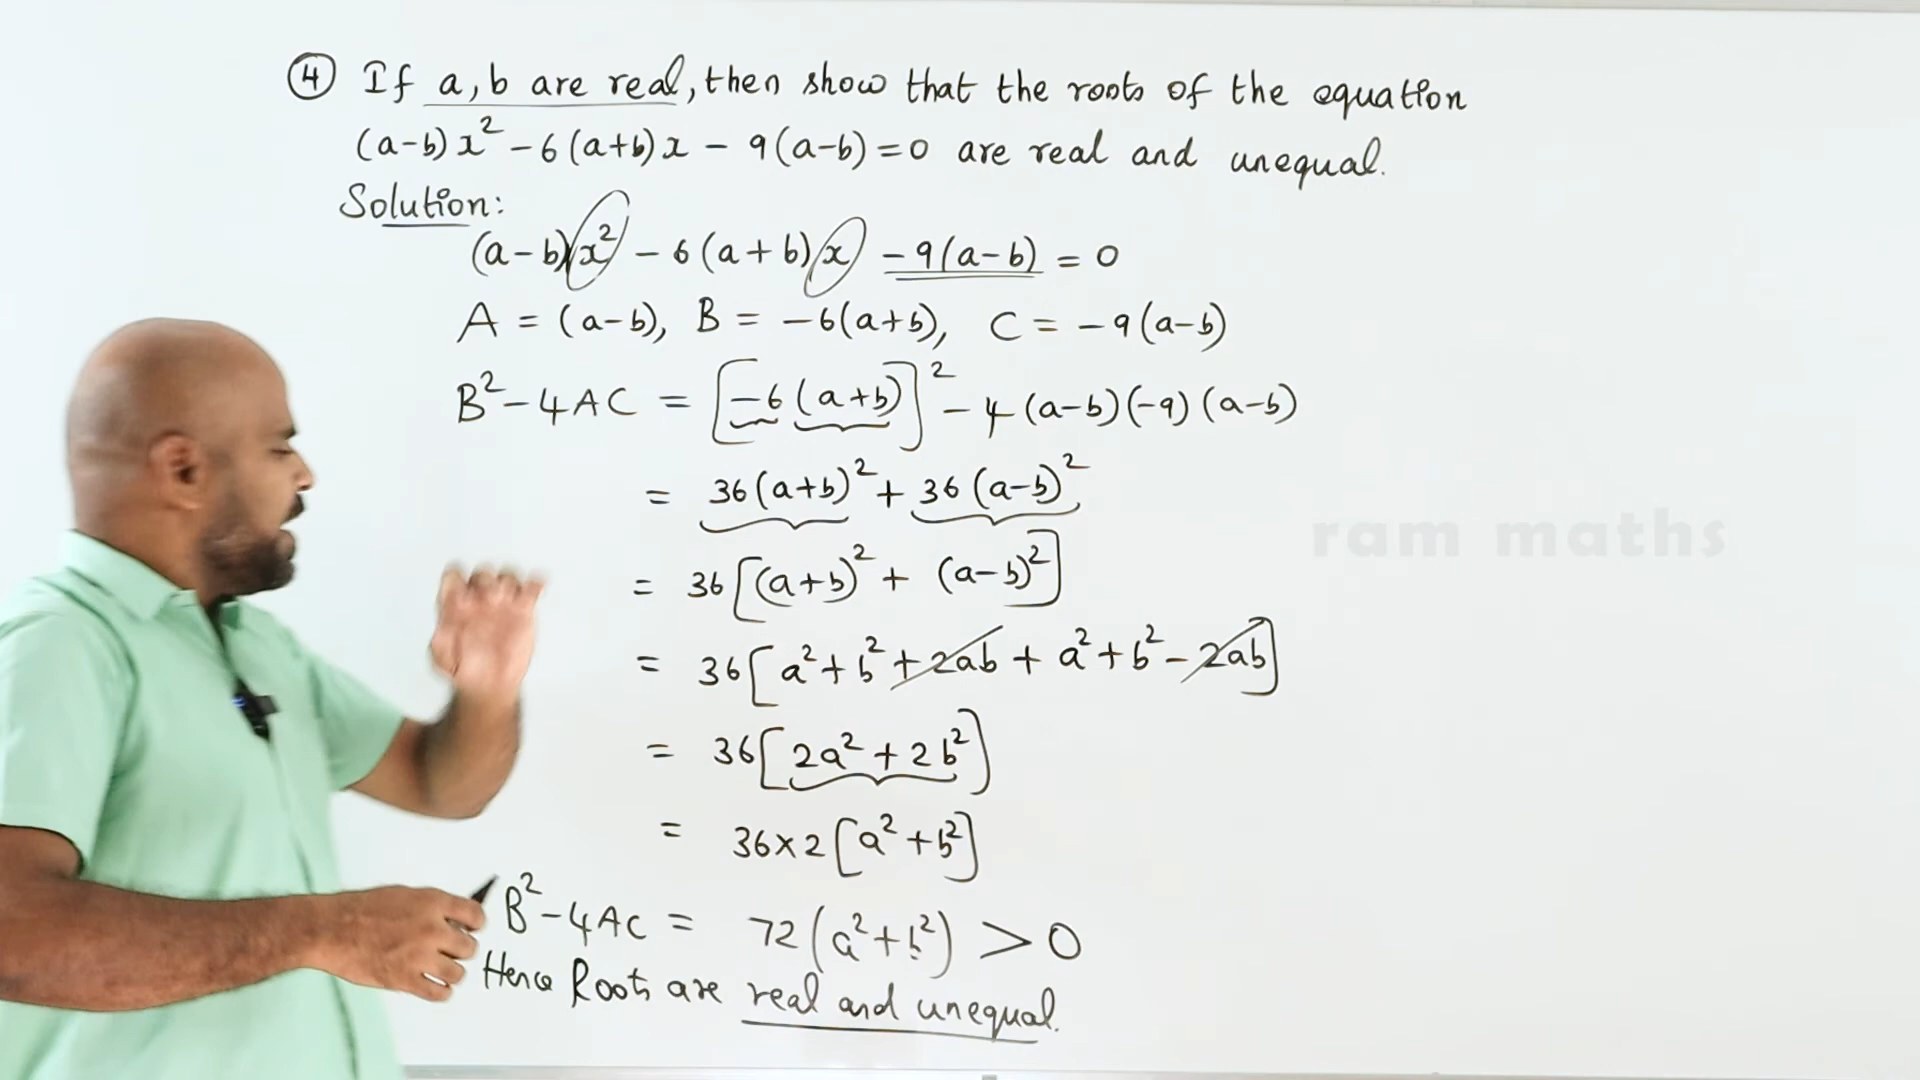 ④ If a, b are real, then show that the roots of the equation
(a-b)x² - 6(a+b)x - 9(a-b) = 0 are real and unequal.
Solution:
(a-b)x² - 6(a+b)x - 9(a-b) = 0
A = (a-b), B = -6(a+b), C = -9(a-b)
B² - 4AC = [-6(a+b)]² - 4(a-b)(-9)(a-b)
= 36(a+b)² + 36(a-b)²
ram maths
= 36[(a+b)² + (a-b)²]
= 36[a² + b² + 2ab + a² + b² - 2ab]
= 36[2a² + 2b²]
= 36×2[a² + b²]
B² - 4AC = 72(a² + b²) > 0
Hence Roots are real and unequal.